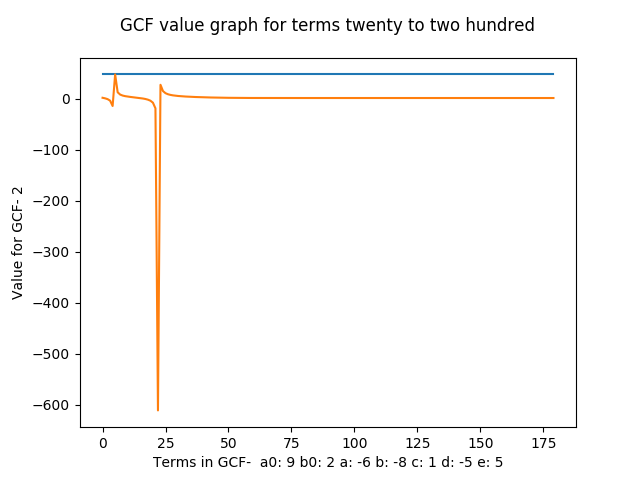 GCF value graph for terms twenty to two hundred
Value for GCF- 2
0
−100
−200
−300
−400
−500
−600
0 25 50 75 100 125 150 175
Terms in GCF-  a0: 9 b0: 2 a: -6 b: -8 c: 1 d: -5 e: 5